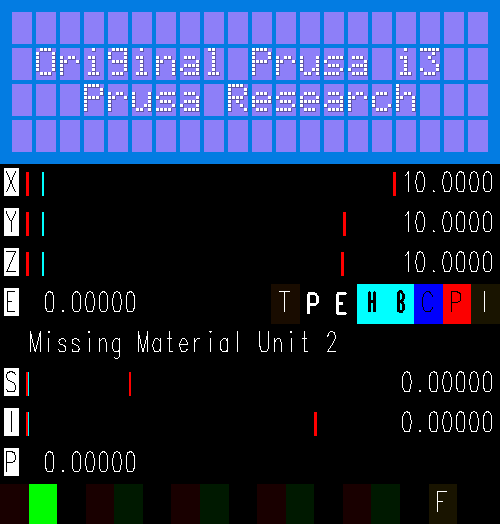 Original Prusa i3
Prusa Research
X 10.0000
Y 10.0000
Z 10.0000
E 0.00000 T P E H B C P I
Missing Material Unit 2
S 0.00000
I 0.00000
P 0.00000
F